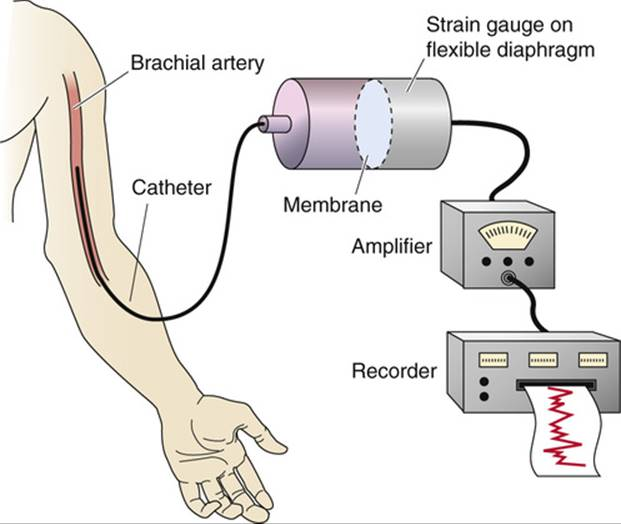 Strain gauge on
flexible diaphragm
Brachial artery
Catheter
Membrane
Amplifier
Recorder